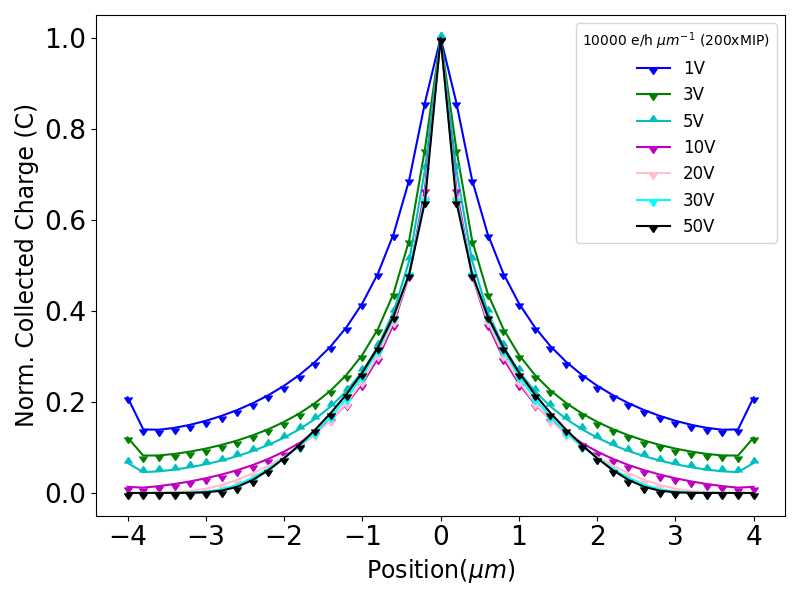 10000 e/h μm⁻¹ (200xMIP)
1V
3V
5V
10V
20V
30V
50V
Norm. Collected Charge (C)
1.0
0.8
0.6
0.4
0.2
0.0
−4 −3 −2 −1 0 1 2 3 4
Position(μm)